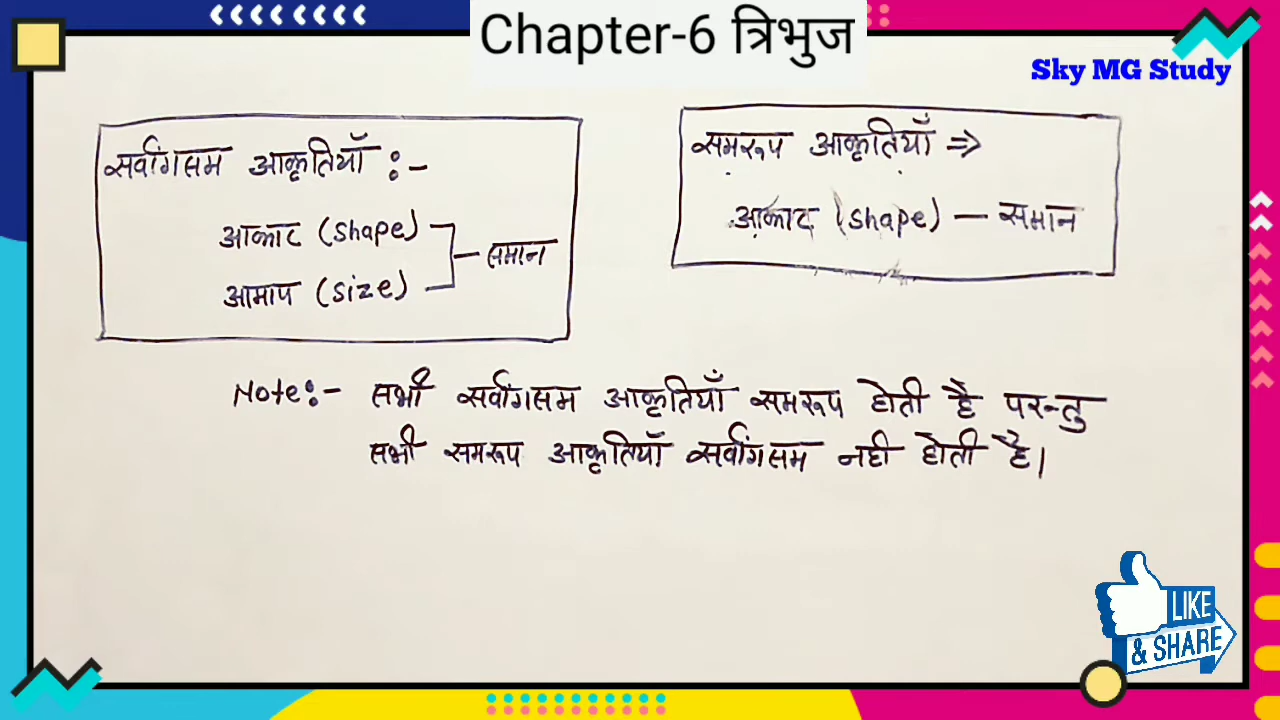 Chapter-6 त्रिभुज
Sky MG Study
सर्वांगसम आकृतियाँ :-
आकार (shape)
आमाप (size)
समान
समरूप आकृतियाँ ⇒
आकार (shape) — समान
Note:- सभी सर्वांगसम आकृतियाँ समरूप होती है परन्तु
सभी समरूप आकृतियाँ सर्वांगसम नही होती है।
LIKE
& SHARE